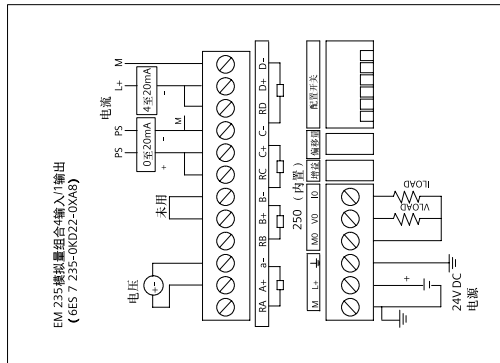 EM 235模拟量组合4输入/1输出
(6ES 7 235-0KD22-0XA8)
电压
未用
电流
+
-
PS
PS
M
L+
M
0至20mA
4至20mA
+
-
-
-
RA
A+
a-
RB
B+
B-
RC
C+
C-
RD
D+
D-
250（内置）
M
L+
M0
V0
I0
增益
偏移量
配置开关
VLOAD
ILOAD
+
-
24V DC
电源